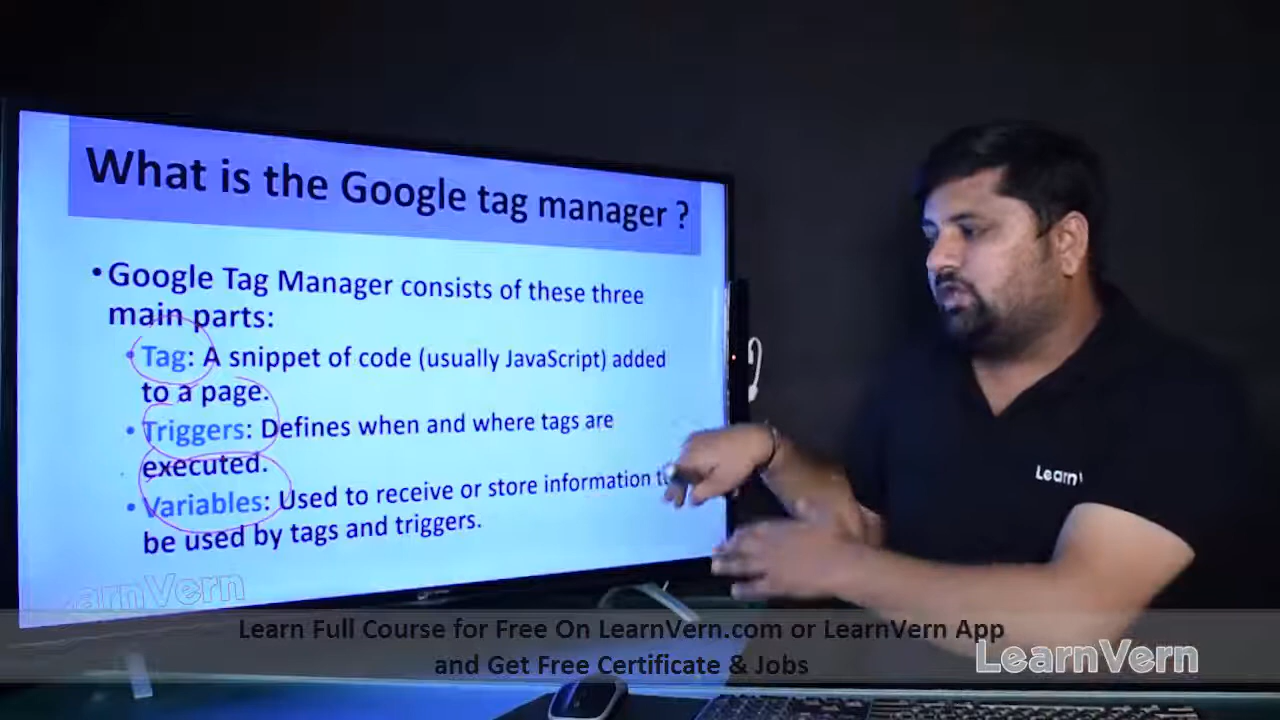 What is the Google tag manager ?
•Google Tag Manager consists of these three
main parts:
• Tag: A snippet of code (usually JavaScript) added
to a page.
• Triggers: Defines when and where tags are
executed.
• Variables: Used to receive or store information
be used by tags and triggers.
LearnVern
Learn Full Course for Free On LearnVern.com or LearnVern App
and Get Free Certificate & Jobs
LearnVern